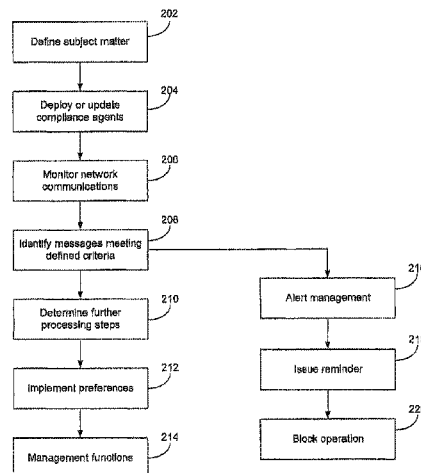 202
Define subject matter
204
Deploy or update
compliance agents
206
Monitor network
communications
208
Identify messages meeting
defined criteria
210
Determine further
processing steps
212
Implement preferences
214
Management functions
Alert management
Issue reminder
Block operation